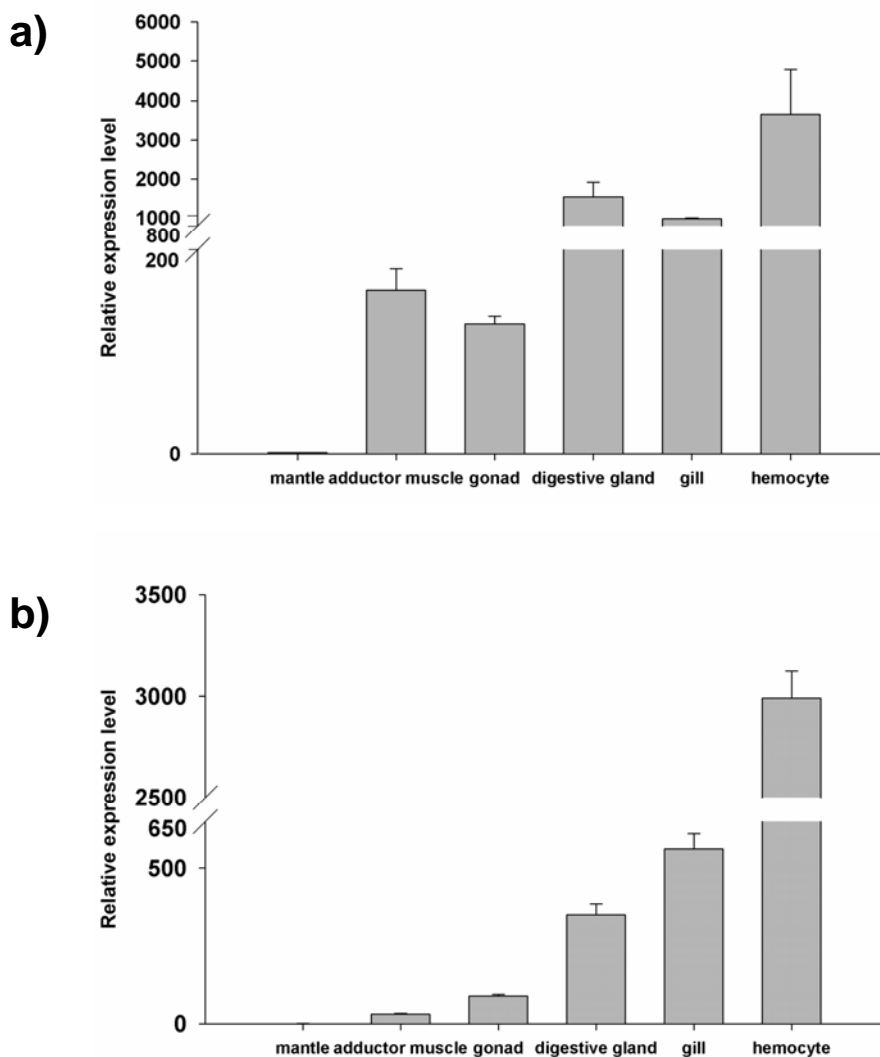 a)
Relative expression level
6000
5000
4000
3000
2000
1000
800
200
0
mantle adductor muscle gonad digestive gland gill hemocyte
b)
Relative expression level
3500
3000
2500
650
500
0
mantle adductor muscle gonad digestive gland gill hemocyte